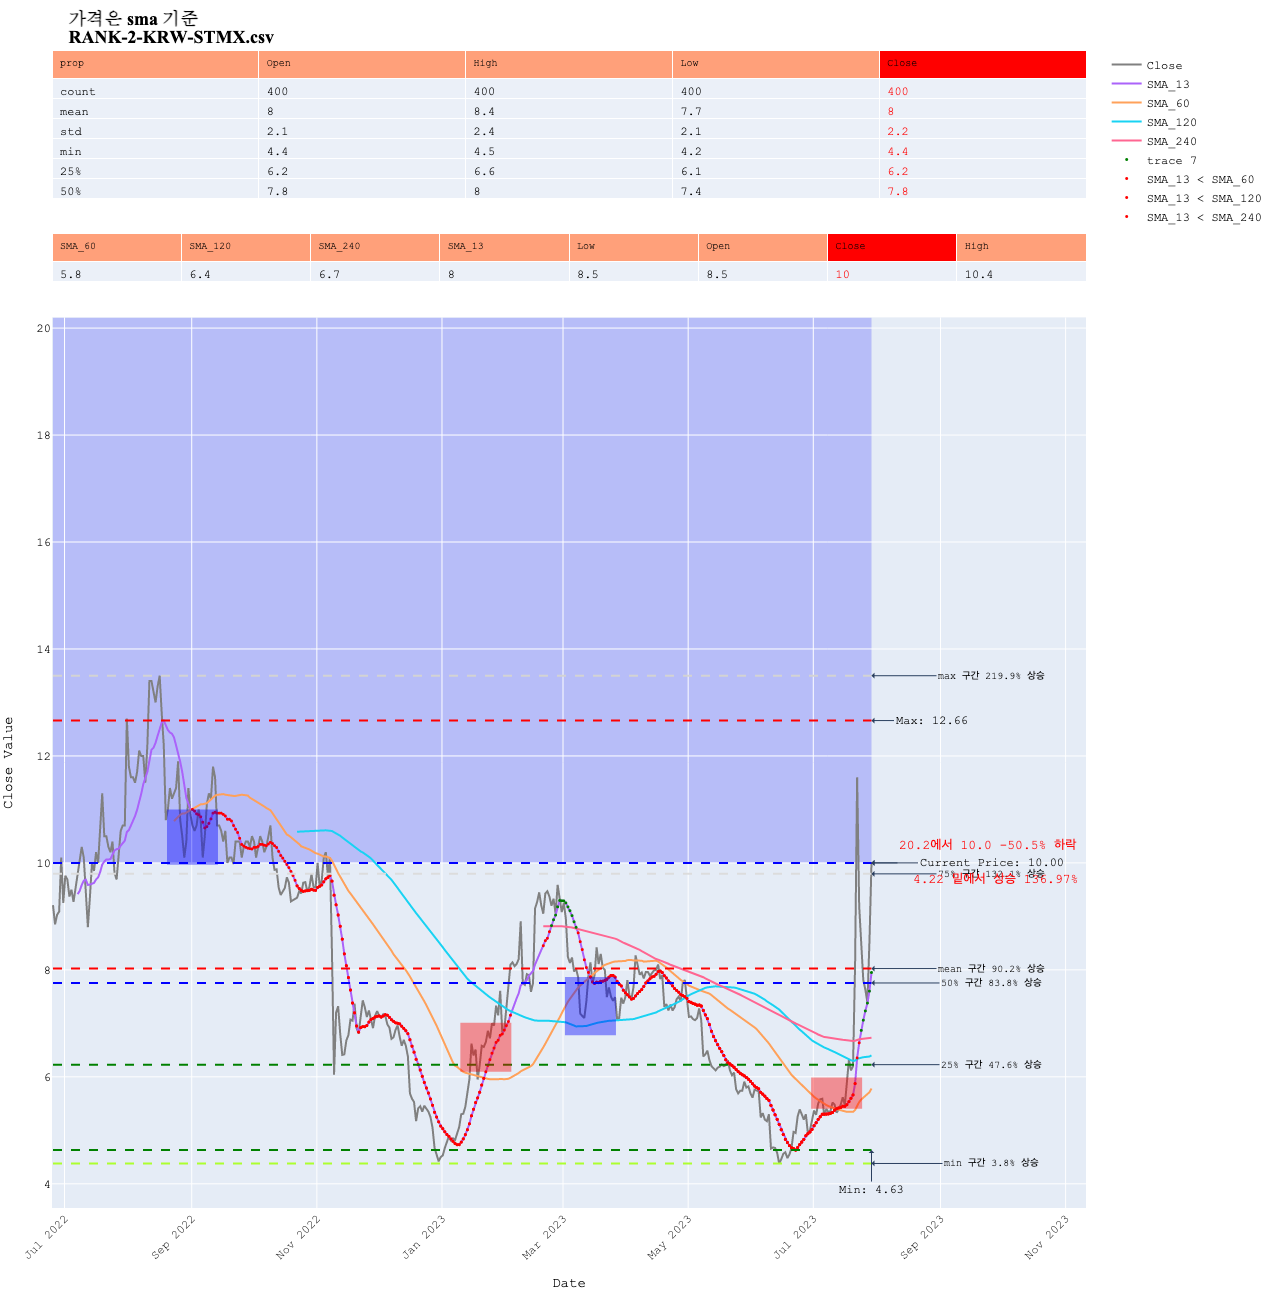 가격은 sma 기준
RANK-2-KRW-STMX.csv
prop Open High Low Close
count 400 400 400 400
mean 8 8.4 7.7 8
std 2.1 2.4 2.1 2.2
min 4.4 4.5 4.2 4.4
25% 6.2 6.6 6.1 6.2
50% 7.8 8 7.4 7.8
SMA_60 SMA_120 SMA_240 SMA_13 Low Open Close High
5.8 6.4 6.7 8 8.5 8.5 10 10.4
Close
SMA_13
SMA_60
SMA_120
SMA_240
trace 7
SMA_13 < SMA_60
SMA_13 < SMA_120
SMA_13 < SMA_240
20
18
16
14
12
10
8
6
4
Close Value
max 구간 219.9% 상승
Max: 12.66
20.2에서 10.0 -50.5% 하락
Current Price: 10.00
75% 구간 132.1% 상승
4.22 밑에서 상승 136.97%
mean 구간 90.2% 상승
50% 구간 83.8% 상승
25% 구간 47.6% 상승
min 구간 3.8% 상승
Min: 4.63
Jul 2022
Sep 2022
Nov 2022
Jan 2023
Mar 2023
May 2023
Jul 2023
Sep 2023
Nov 2023
Date